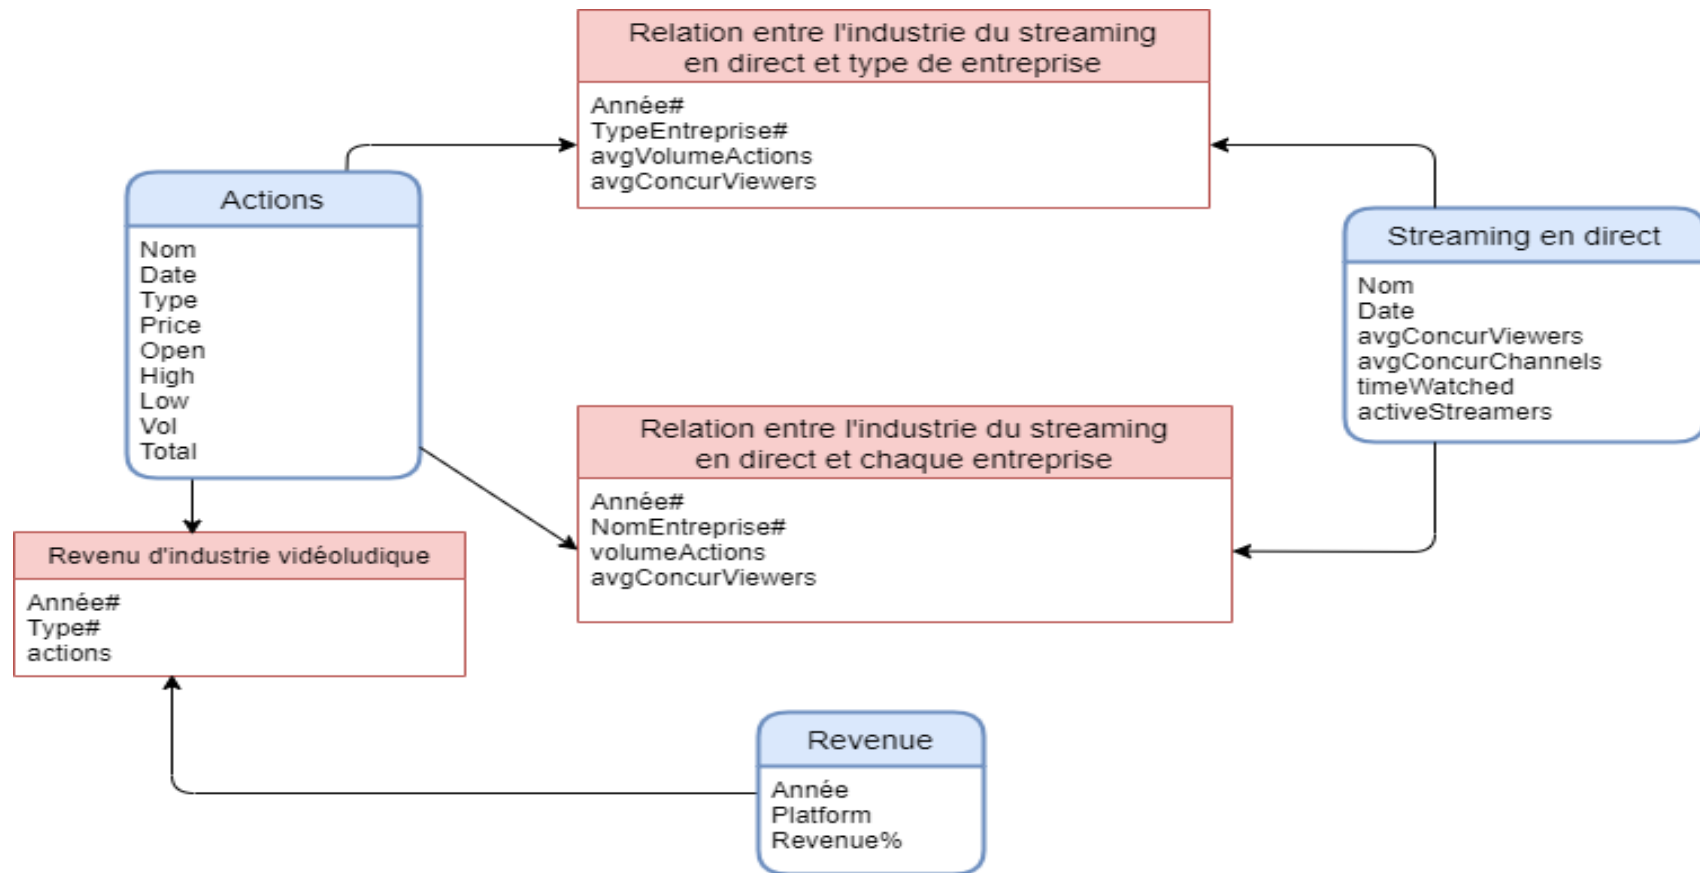 Relation entre l'industrie du streaming
en direct et type de entreprise
Année#
TypeEntreprise#
avgVolumeActions
avgConcurViewers
Actions
Nom
Date
Type
Price
Open
High
Low
Vol
Total
Streaming en direct
Nom
Date
avgConcurViewers
avgConcurChannels
timeWatched
activeStreamers
Relation entre l'industrie du streaming
en direct et chaque entreprise
Année#
NomEntreprise#
volumeActions
avgConcurViewers
Revenu d'industrie vidéoludique
Année#
Type#
actions
Revenue
Année
Platform
Revenue%